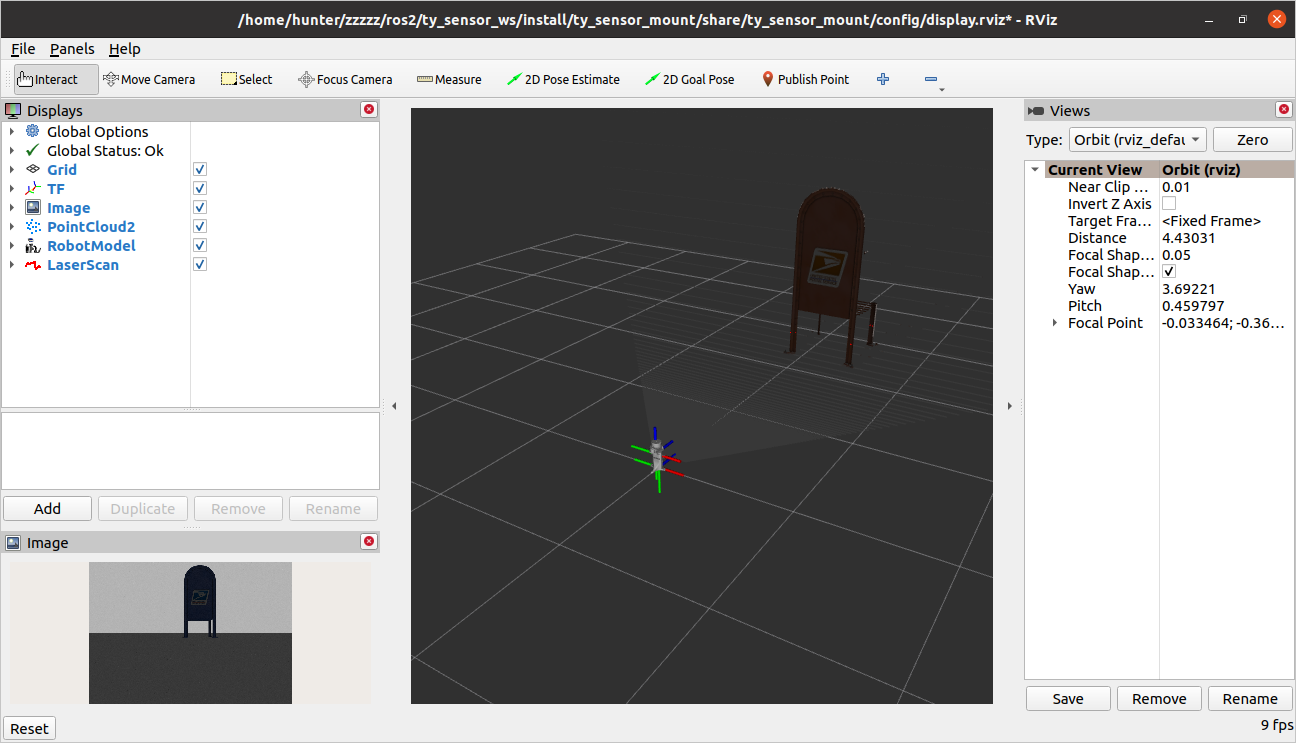 /home/hunter/zzzzz/ros2/ty_sensor_ws/install/ty_sensor_mount/share/ty_sensor_mount/config/display.rviz* - RViz
File Panels Help
Interact Move Camera Select Focus Camera Measure 2D Pose Estimate 2D Goal Pose Publish Point
Displays
Global Options
Global Status: Ok
Grid
TF
Image
PointCloud2
RobotModel
LaserScan
Add Duplicate Remove Rename
Image
Reset
Views
Type: Orbit (rviz_defau Zero
Current View Orbit (rviz)
Near Clip ... 0.01
Invert Z Axis
Target Fra... <Fixed Frame>
Distance 4.43031
Focal Shap... 0.05
Focal Shap...
Yaw 3.69221
Pitch 0.459797
Focal Point -0.033464; -0.36...
Save Remove Rename
9 fps